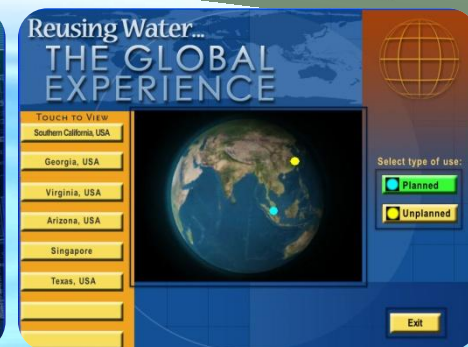 Reusing Water...
THE GLOBAL
EXPERIENCE
TOUCH TO VIEW
Southern California, USA
Georgia, USA
Virginia, USA
Arizona, USA
Singapore
Texas, USA
Select type of use:
Planned
Unplanned
Exit